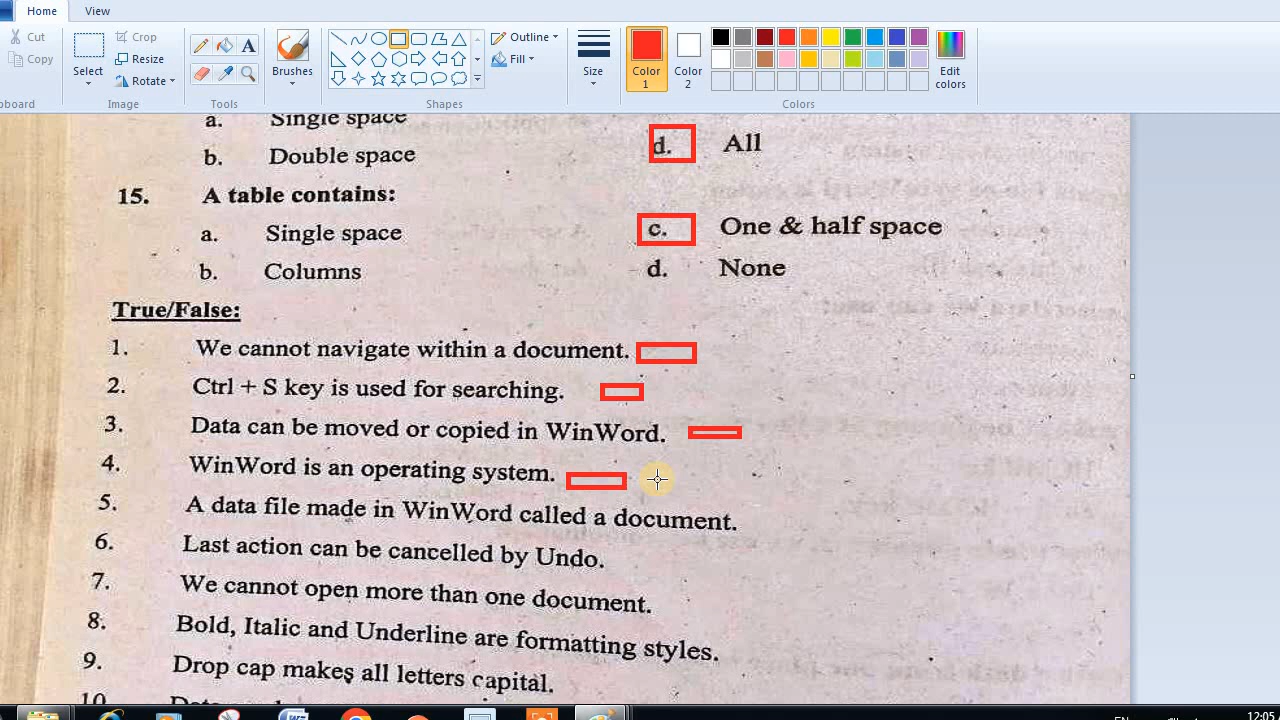 Home View
Cut
Copy
Select
Crop
Resize
Rotate
Brushes
Outline
Fill
Size
Color 1
Color 2
Edit colors
Image
Tools
Shapes
Colors
a. Single space
b. Double space
d. All
15. A table contains:
a. Single space
c. One & half space
b. Columns
d. None
True/False:
1. We cannot navigate within a document.
2. Ctrl + S key is used for searching.
3. Data can be moved or copied in WinWord.
4. WinWord is an operating system.
5. A data file made in WinWord called a document.
6. Last action can be cancelled by Undo.
7. We cannot open more than one document.
8. Bold, Italic and Underline are formatting styles.
9. Drop cap makes all letters capital.
10.
12:05